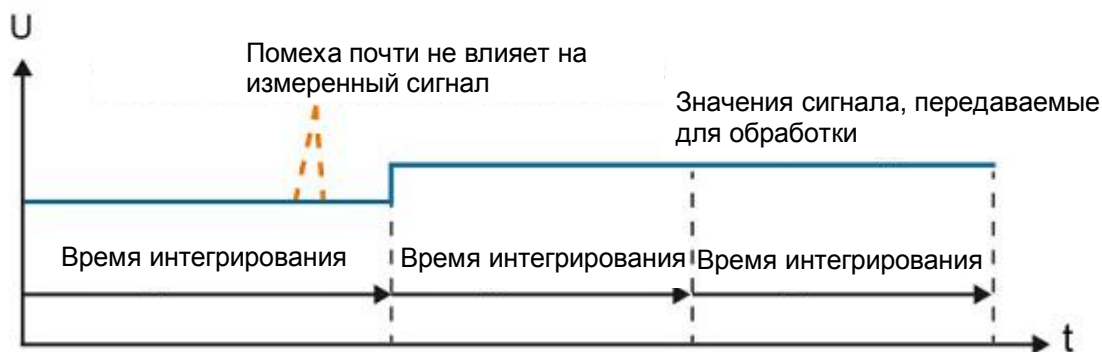 U
Помеха почти не влияет на
измеренный сигнал
Значения сигнала, передаваемые
для обработки
Время интегрирования
Время интегрирования
Время интегрирования
t